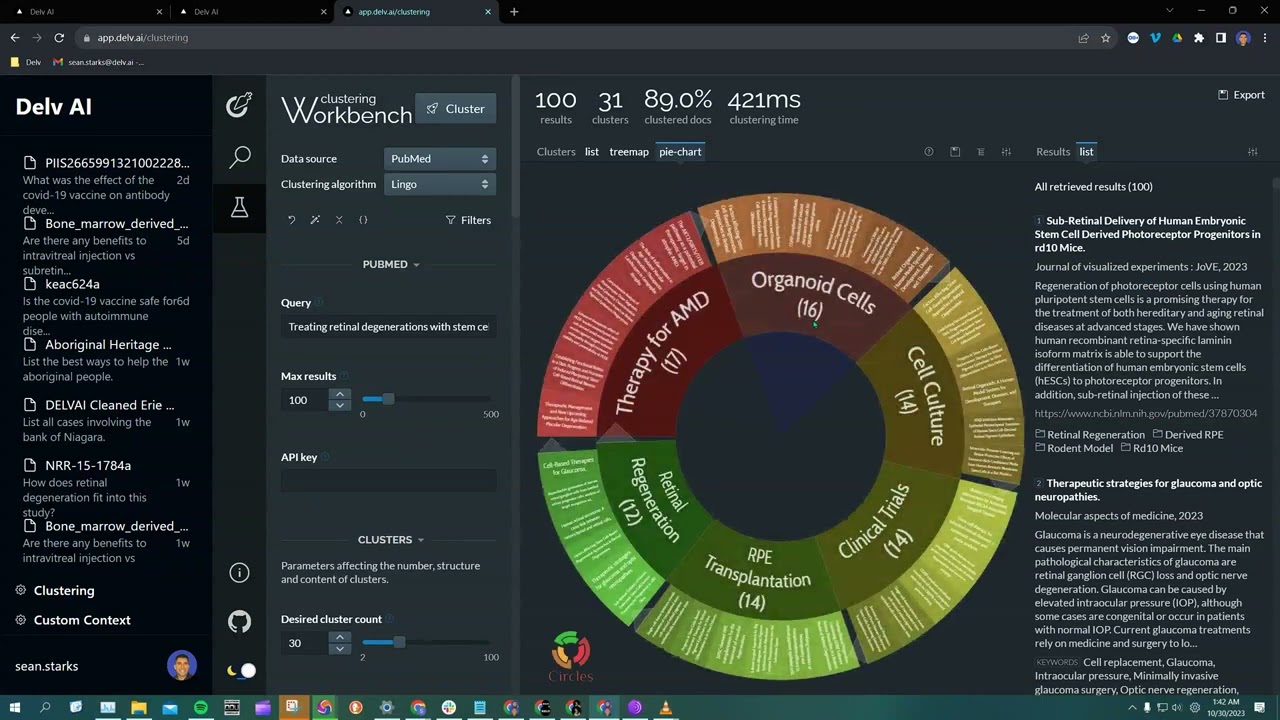 Delv AI
Delv AI
app.delv.ai/clustering
app.delv.ai/clustering
Delv
sean.starks@delv.ai -...
Delv AI
PIIS2665991321002228...
What was the effect of the 2d
covid-19 vaccine on antibody
deve...
Bone_marrow_derived_...
Are there any benefits to 5d
intravitreal injection vs
subretin...
keac624a
Is the covid-19 vaccine safe for 6d
people with autoimmune
dise...
Aboriginal Heritage ...
List the best ways to help the 1w
aboriginal people.
DELVAI Cleaned Erie ...
List all cases involving the 1w
bank of Niagara.
NRR-15-1784a
How does retinal 1w
degeneration fit into this
study?
Bone_marrow_derived_...
Are there any benefits to 1w
intravitreal injection vs
Clustering
Custom Context
sean.starks
clustering
Workbench
Cluster
Data source PubMed
Clustering algorithm Lingo
Filters
PUBMED
Query
Treating retinal degenerations with stem ce
Max results
100
0 500
API key
CLUSTERS
Parameters affecting the number, structure
and content of clusters.
Desired cluster count
30
2 100
100 31 89.0% 421ms
results clusters clustered docs clustering time
Export
Clusters list treemap pie-chart
Organoid Cells
(16)
Cell Culture
(14)
Clinical Trials
(14)
RPE
Transplantation
(14)
Retinal
Regeneration
(12)
Therapy for AMD
(17)
Cell-Based Therapies
for Glaucoma.
Circles
Results list
All retrieved results (100)
1 Sub-Retinal Delivery of Human Embryonic
Stem Cell Derived Photoreceptor Progenitors in
rd10 Mice.
Journal of visualized experiments : JoVE, 2023
Regeneration of photoreceptor cells using human
pluripotent stem cells is a promising therapy for
the treatment of both hereditary and aging retinal
diseases at advanced stages. We have shown
human recombinant retina-specific laminin
isoform matrix is able to support the
differentiation of human embryonic stem cells
(hESCs) to photoreceptor progenitors. In
addition, sub-retinal injection of these ...
https://www.ncbi.nlm.nih.gov/pubmed/37870304
Retinal Regeneration Derived RPE
Rodent Model Rd10 Mice
2 Therapeutic strategies for glaucoma and optic
neuropathies.
Molecular aspects of medicine, 2023
Glaucoma is a neurodegenerative eye disease that
causes permanent vision impairment. The main
pathological characteristics of glaucoma are
retinal ganglion cell (RGC) loss and optic nerve
degeneration. Glaucoma can be caused by
elevated intraocular pressure (IOP), although
some cases are congenital or occur in patients
with normal IOP. Current glaucoma treatments
rely on medicine and surgery to lo...
KEYWORDS Cell replacement, Glaucoma,
Intraocular pressure, Minimally invasive
glaucoma surgery, Optic nerve regeneration,
1:42 AM
10/30/2023